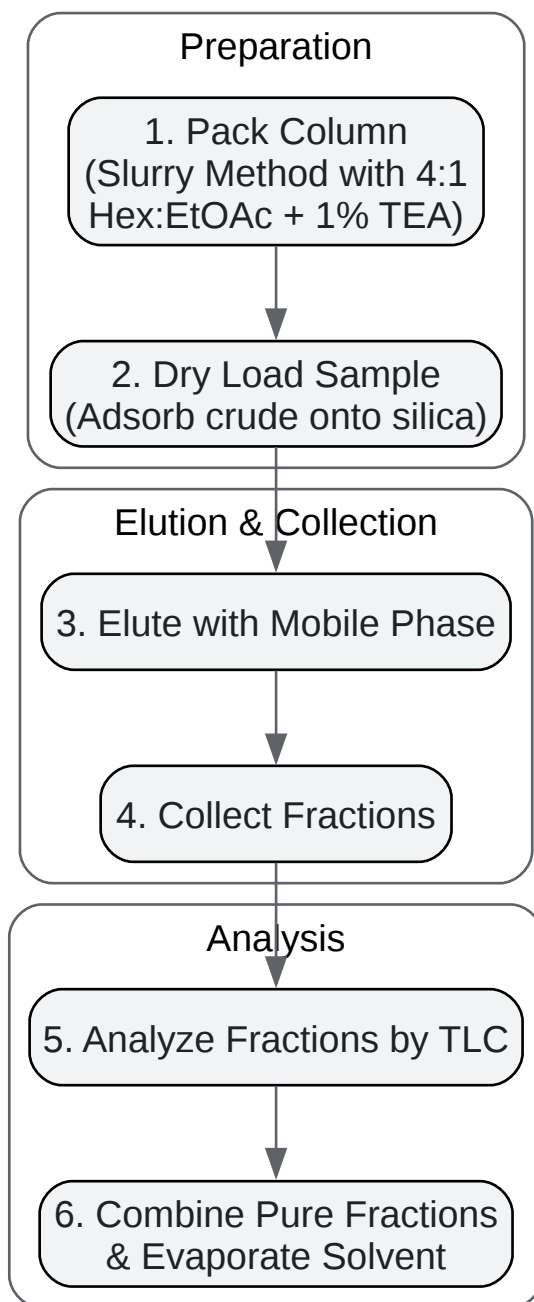 Preparation
1. Pack Column
(Slurry Method with 4:1
Hex:EtOAc + 1% TEA)
2. Dry Load Sample
(Adsorb crude onto silica)
Elution & Collection
3. Elute with Mobile Phase
4. Collect Fractions
Analysis
5. Analyze Fractions by TLC
6. Combine Pure Fractions
& Evaporate Solvent